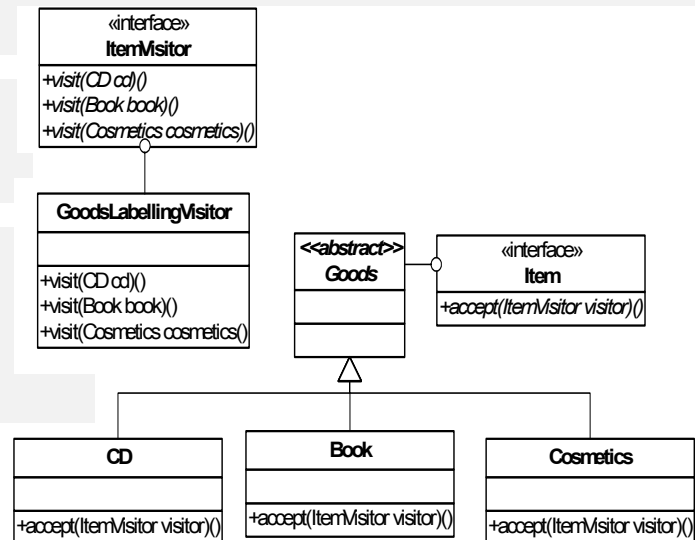 «interface»
ItemVisitor
+visit(CD cd)()
+visit(Book book)()
+visit(Cosmetics cosmetics)()
GoodsLabellingVisitor
+visit(CD cd)()
+visit(Book book)()
+visit(Cosmetics cosmetics()
<<abstract>>
Goods
«interface»
Item
+accept(ItemVisitor visitor)()
CD
+accept(ItemVisitor visitor)()
Book
+accept(ItemVisitor visitor)()
Cosmetics
+accept(ItemVisitor visitor)()